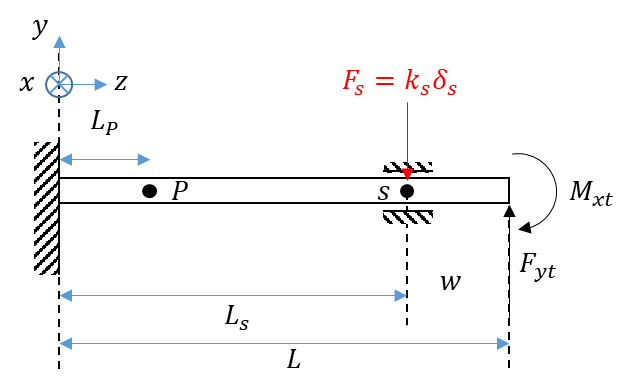 y
x
z
L_P
F_s = k_s δ_s
P
s
M_xt
F_yt
w
L_s
L